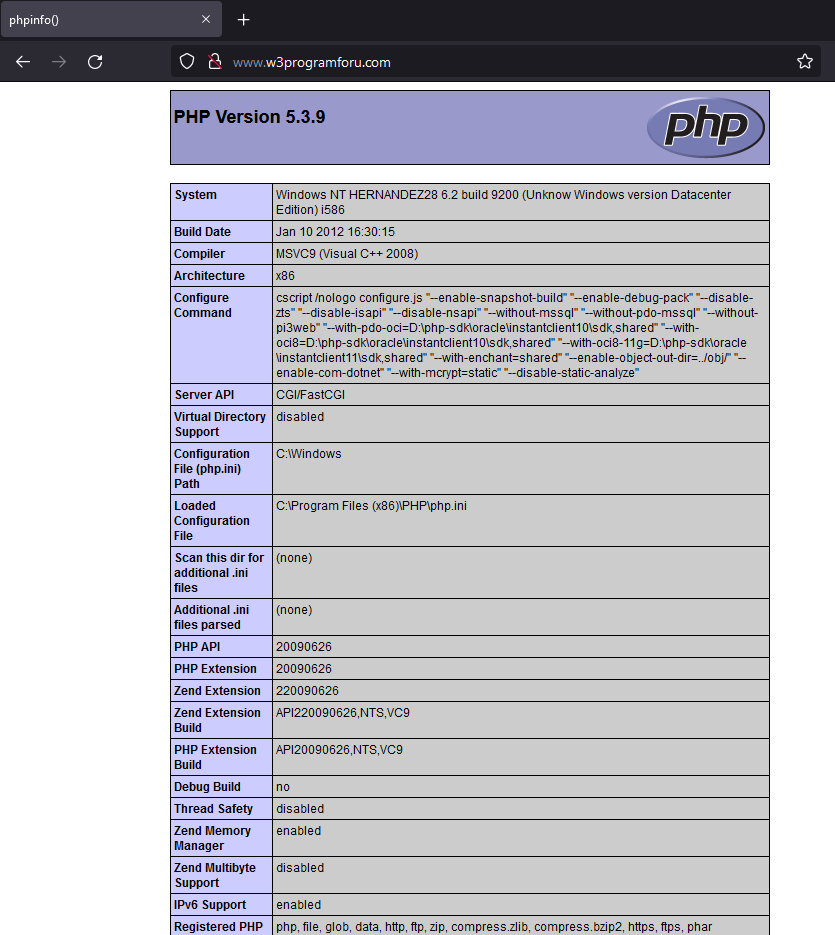 phpinfo()
www.w3programforu.com
PHP Version 5.3.9
php
System
Windows NT HERNANDEZ28 6.2 build 9200 (Unknow Windows version Datacenter
Edition) i586
Build Date
Jan 10 2012 16:30:15
Compiler
MSVC9 (Visual C++ 2008)
Architecture
x86
Configure
Command
cscript /nologo configure.js "--enable-snapshot-build" "--enable-debug-pack" "--disable-
zts" "--disable-isapi" "--disable-nsapi" "--without-mssql" "--without-pdo-mssql" "--without-
pi3web" "--with-pdo-oci=D:\php-sdk\oracle\instantclient10\sdk,shared" "--with-
oci8=D:\php-sdk\oracle\instantclient10\sdk,shared" "--with-oci8-11g=D:\php-sdk\oracle
\instantclient11\sdk,shared" "--with-enchant=shared" "--enable-object-out-dir=../obj/" "--
enable-com-dotnet" "--with-mcrypt=static" "--disable-static-analyze"
Server API
CGI/FastCGI
Virtual Directory
Support
disabled
Configuration
File (php.ini)
Path
C:\Windows
Loaded
Configuration
File
C:\Program Files (x86)\PHP\php.ini
Scan this dir for
additional .ini
files
(none)
Additional .ini
files parsed
(none)
PHP API
20090626
PHP Extension
20090626
Zend Extension
220090626
Zend Extension
Build
API220090626,NTS,VC9
PHP Extension
Build
API20090626,NTS,VC9
Debug Build
no
Thread Safety
disabled
Zend Memory
Manager
enabled
Zend Multibyte
Support
disabled
IPv6 Support
enabled
Registered PHP
php, file, glob, data, http, ftp, zip, compress.zlib, compress.bzip2, https, ftps, phar